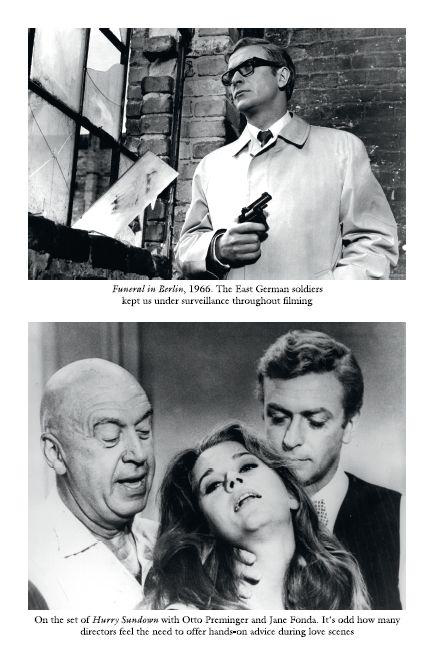 Funeral in Berlin, 1966. The East German soldiers
kept us under surveillance throughout filming
On the set of Hurry Sundown with Otto Preminger and Jane Fonda. It's odd how many
directors feel the need to offer hands-on advice during love scenes